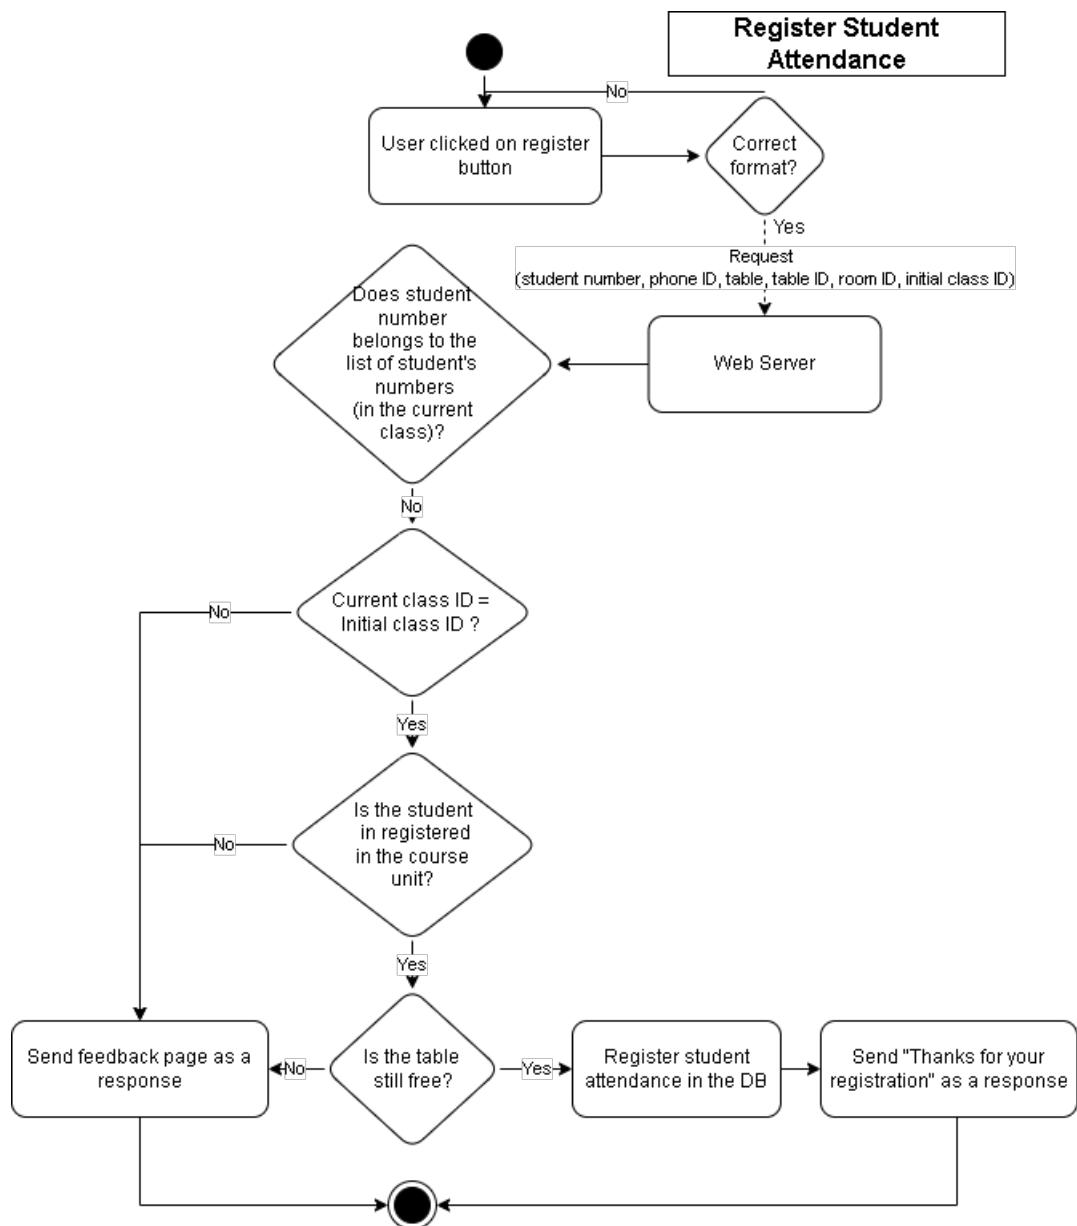 Register Student
Attendance
No
User clicked on register
button
Correct
format?
Yes
Request
(student number, phone ID, table, table ID, room ID, initial class ID)
Does student
number
belongs to the
list of student's
numbers
(in the current
class)?
Web Server
No
Current class ID =
Initial class ID ?
No
Yes
Is the student
in registered
in the course
unit?
No
Yes
Send feedback page as a
response
No
Is the table
still free?
Yes
Register student
attendance in the DB
Send "Thanks for your
registration" as a response